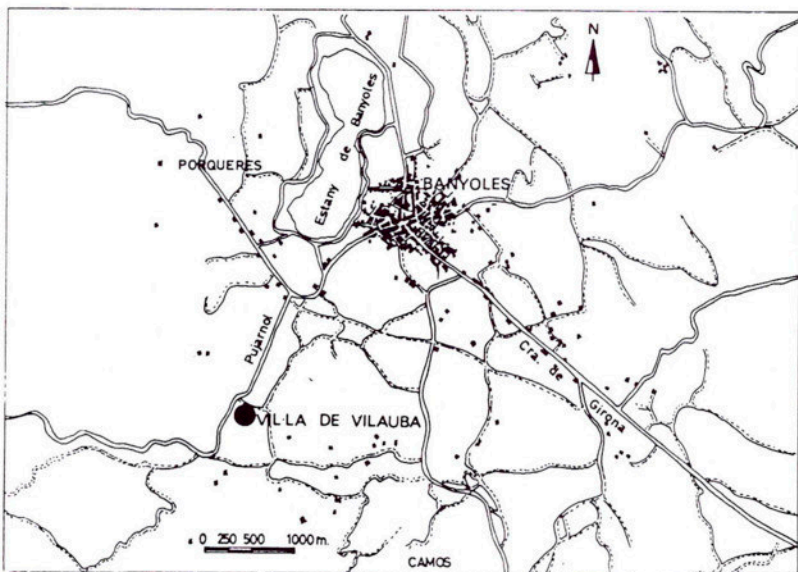 N
Estany de Banyoles
PORQUERES
BANYOLES
Pujarnol
Cra de Girona
VIL·LA DE VILAUBA
0 250 500 1000 m.
CAMOS